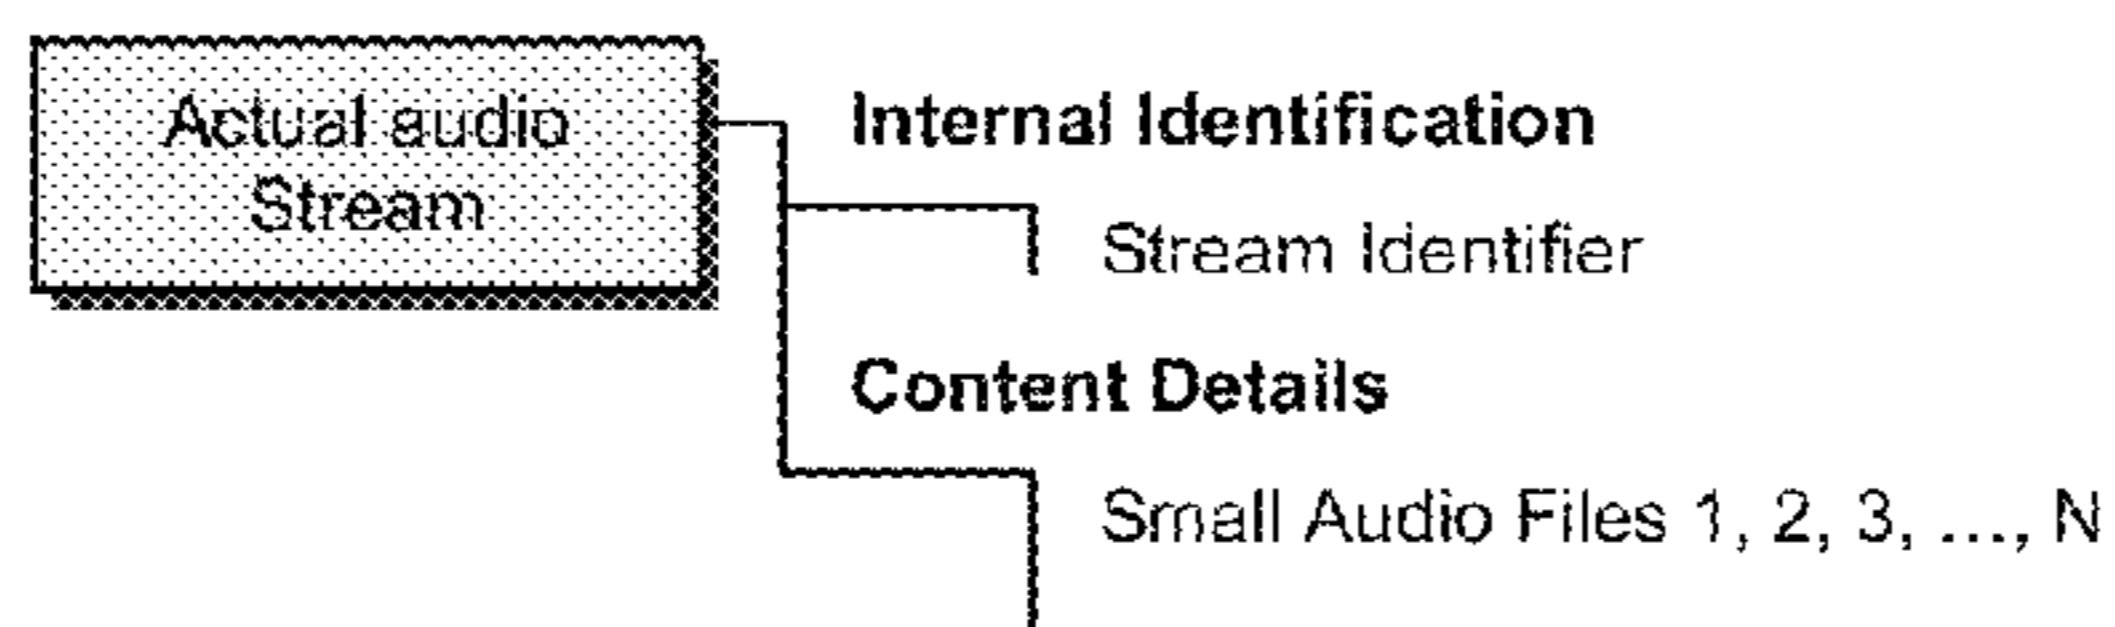 Actual audio
Stream
Internal Identification
Stream Identifier
Content Details
Small Audio Files 1, 2, 3, ..., N